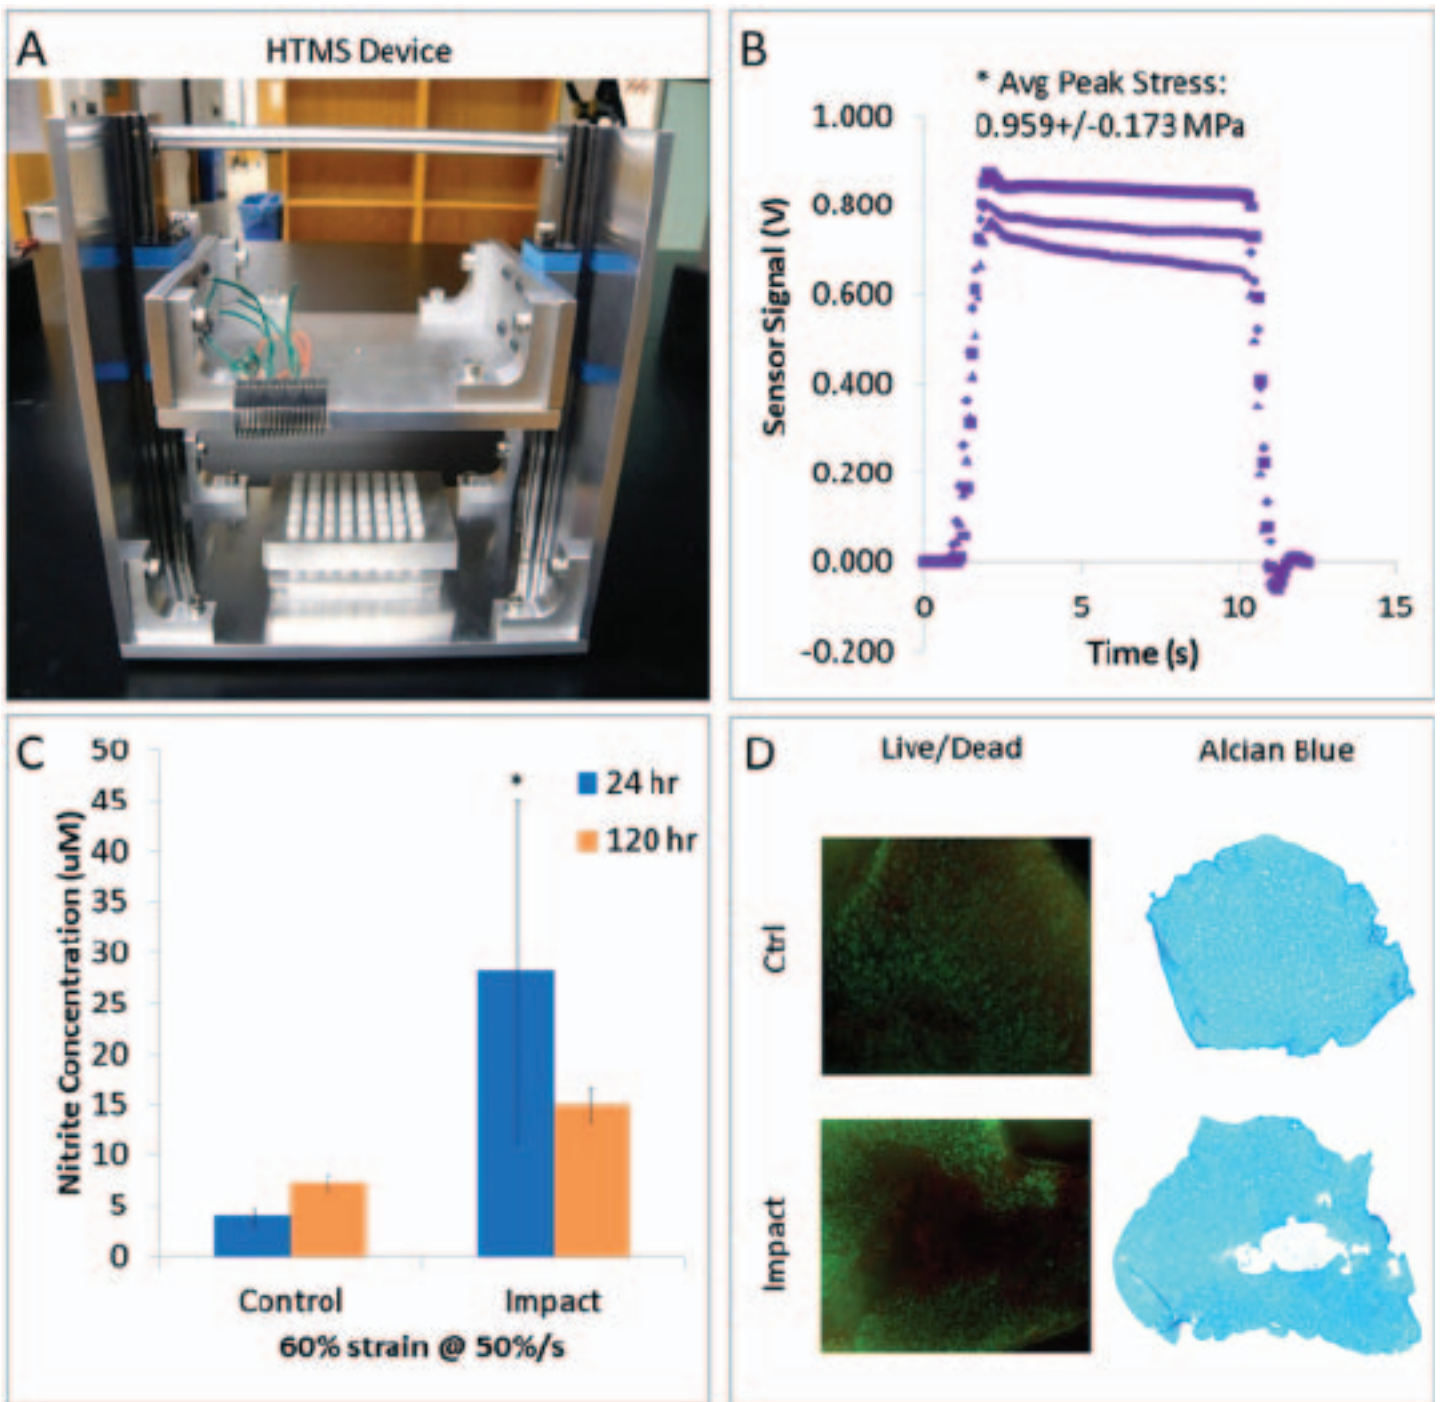 A
HTMS Device
B
* Avg Peak Stress:
0.959+/-0.173 MPa
Sensor Signal (V)
1.000
0.800
0.600
0.400
0.200
0.000
-0.200
0
5
10
15
Time (s)
C
Nitrite Concentration (uM)
50
45
40
35
30
25
20
15
10
5
0
*
24 hr
120 hr
Control
Impact
60% strain @ 50%/s
D
Live/Dead
Alcian Blue
Ctrl
Impact